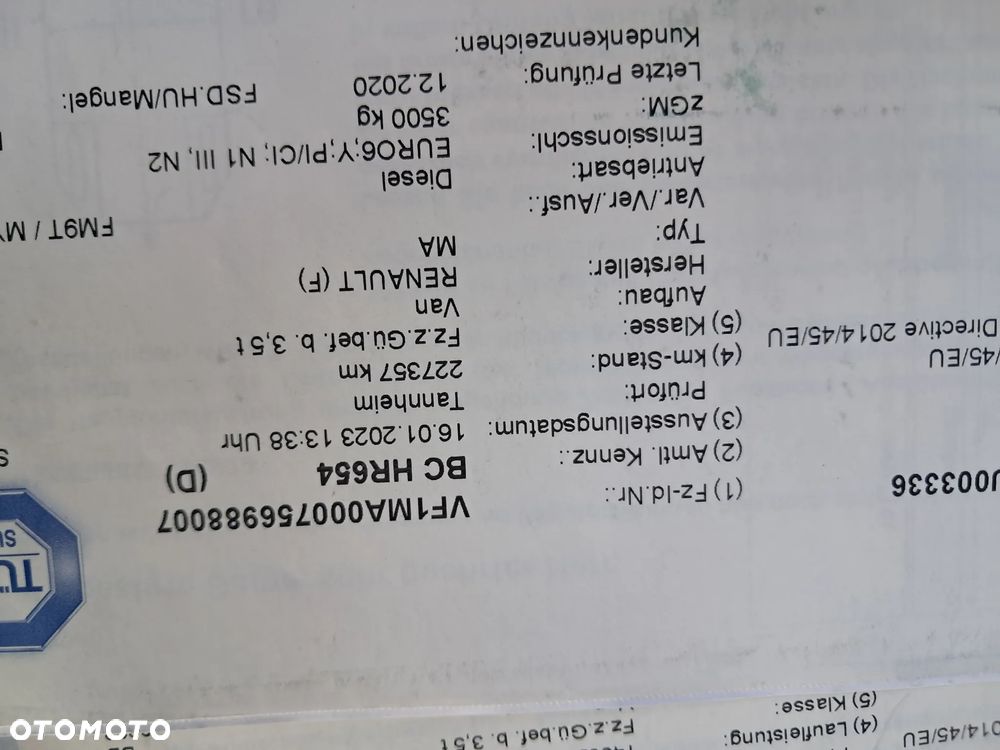 TÜ
J003336
(1) Fz-Id.Nr.: VF1MA000756988007
(2) Amtl. Kennz.: BC HR654 (D)
(3) Ausstellungsdatum: 16.01.2023 13:38 Uhr
Prüfort: Tannheim
/45/EU
(4) km-Stand: 227357 km
Directive 2014/45/EU
(5) Klasse: Fz.z.Gü.bef. b. 3,5 t
Aufbau: Van
Hersteller: RENAULT (F)
Typ: MA
Var./Ver./Ausf.: FM9T / M
Antriebsart: Diesel
Emissionsschl: EURO6;Y;PI/CI; N1 III, N2
zGM: 3500 kg
Letzte Prüfung: 12.2020 FSD.HU/Mangel:
Kundenkennzeichen:
014/45/EU
(4) Laufleistung:
(5) Klasse: Fz.z.Gü.bef. b. 3,5 t
OTOMOTO